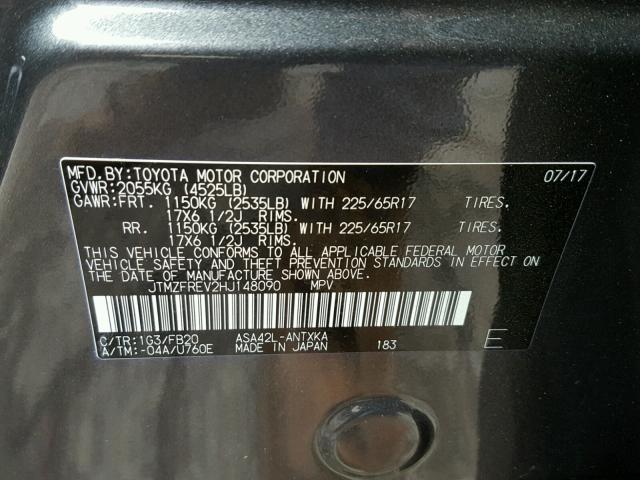 MFD.BY:TOYOTA MOTOR CORPORATION 07/17
GVWR:2055KG (4525LB)
GAWR:FRT. 1150KG (2535LB) WITH 225/65R17 TIRES.
17X6 1/2J RIMS.
RR. 1150KG (2535LB) WITH 225/65R17 TIRES.
17X6 1/2J RIMS.
THIS VEHICLE CONFORMS TO ALL APPLICABLE FEDERAL MOTOR
VEHICLE SAFETY AND THEFT PREVENTION STANDARDS IN EFFECT
ON THE DATE OF MANUFACTURE SHOWN ABOVE.
JTMZFREV2HJ148090 MPV
C/TR:1G3/FB20 ASA42L-ANTXKA
A/TM:-04A/U760E MADE IN JAPAN 183 E